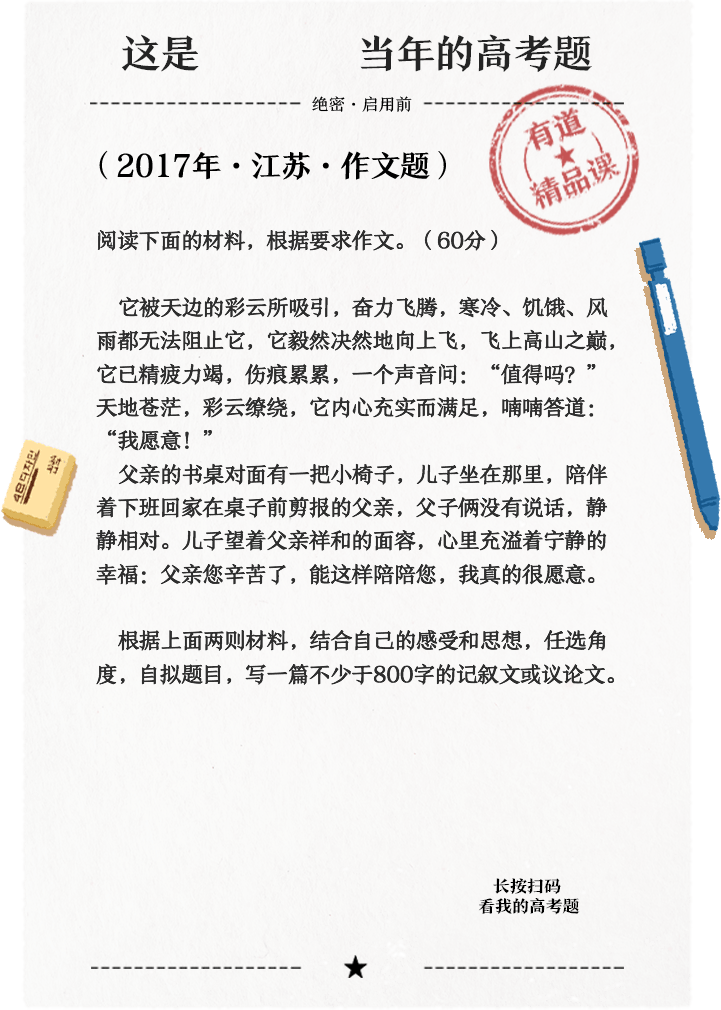 这是 当年的高考题
绝密·启用前
（2017年·江苏·作文题）
有道
精品课
阅读下面的材料，根据要求作文。（60分）
它被天边的彩云所吸引，奋力飞腾，寒冷、饥饿、风
雨都无法阻止它，它毅然决然地向上飞，飞上高山之巅，
它已精疲力竭，伤痕累累，一个声音问：“值得吗？”
天地苍茫，彩云缭绕，它内心充实而满足，喃喃答道：
“我愿意！”
父亲的书桌对面有一把小椅子，儿子坐在那里，陪伴
着下班回家在桌子前剪报的父亲，父子俩没有说话，静
静相对。儿子望着父亲祥和的面容，心里充溢着宁静的
幸福：父亲您辛苦了，能这样陪陪您，我真的很愿意。
根据上面两则材料，结合自己的感受和思想，任选角
度，自拟题目，写一篇不少于800字的记叙文或议论文。
长按扫码
看我的高考题